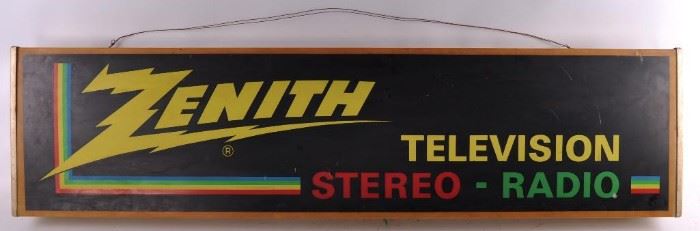 ZENITH
®
TELEVISION
STEREO - RADIO